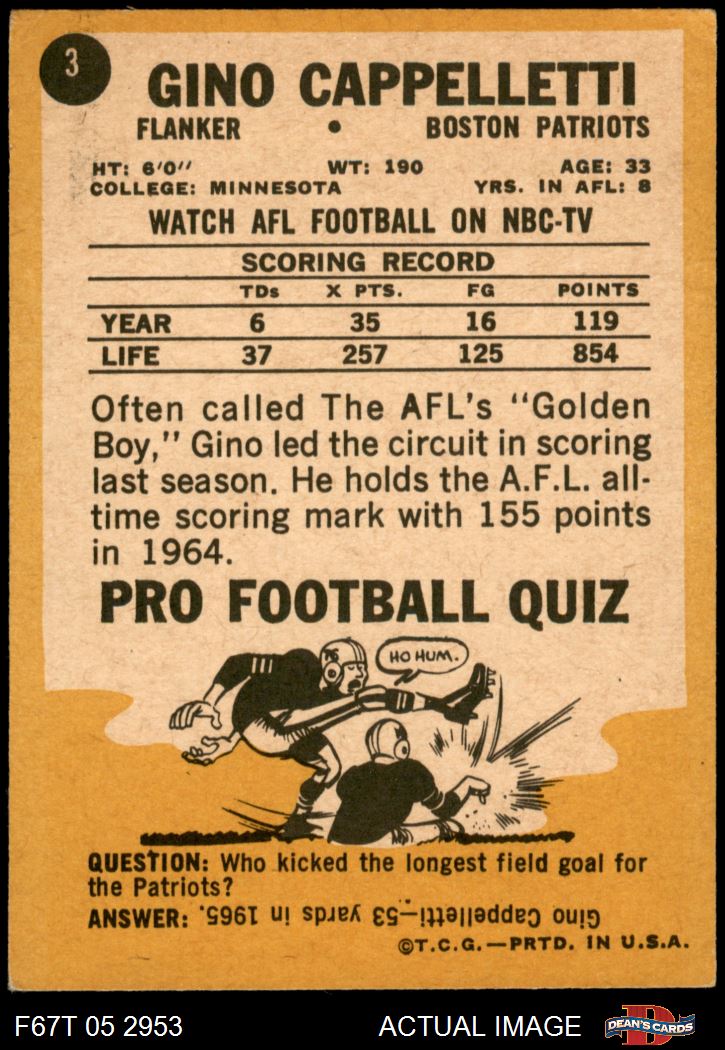 3
GINO CAPPELLETTI
FLANKER • BOSTON PATRIOTS
HT: 6'0" WT: 190 AGE: 33
COLLEGE: MINNESOTA YRS. IN AFL: 8
WATCH AFL FOOTBALL ON NBC-TV
SCORING RECORD
TDs X PTS. FG POINTS
YEAR 6 35 16 119
LIFE 37 257 125 854
Often called The AFL's "Golden
Boy," Gino led the circuit in scoring
last season. He holds the A.F.L. all-
time scoring mark with 155 points
in 1964.
PRO FOOTBALL QUIZ
76
HO HUM.
QUESTION: Who kicked the longest field goal for
the Patriots?
ANSWER: Gino Cappelletti—53 yards in 1965.
©T.C.G.—PRTD. IN U.S.A.
F67T 05 2953 ACTUAL IMAGE
D
DEAN'S CARDS